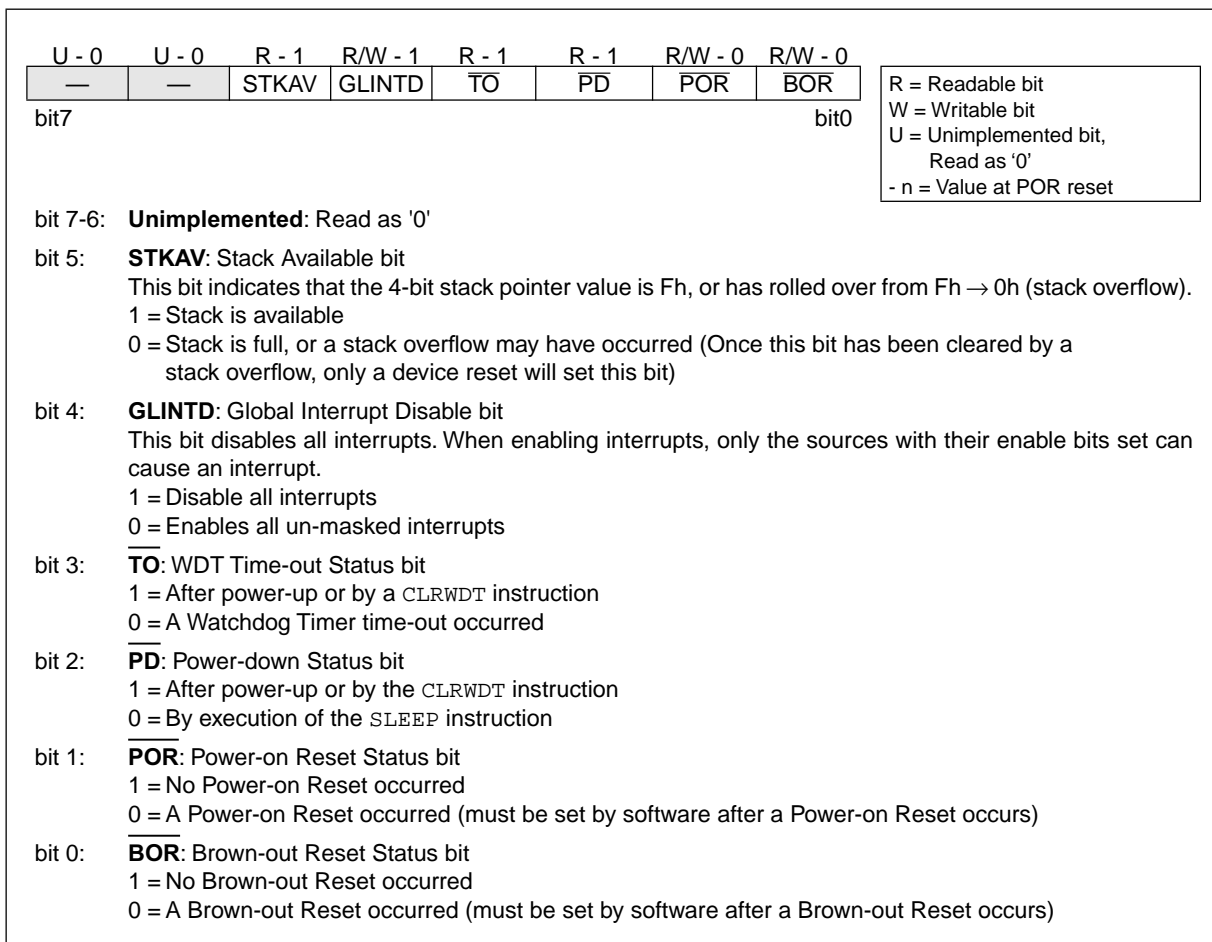 U - 0 U - 0 R - 1 R/W - 1 R - 1 R - 1 R/W - 0 R/W - 0
— — STKAV GLINTD T̅O̅ P̅D̅ P̅O̅R̅ B̅O̅R̅
bit7 bit0
R = Readable bit
W = Writable bit
U = Unimplemented bit,
Read as ‘0’
- n = Value at POR reset
bit 7-6: Unimplemented: Read as '0'
bit 5: STKAV: Stack Available bit
This bit indicates that the 4-bit stack pointer value is Fh, or has rolled over from Fh → 0h (stack overflow).
1 = Stack is available
0 = Stack is full, or a stack overflow may have occurred (Once this bit has been cleared by a
stack overflow, only a device reset will set this bit)
bit 4: GLINTD: Global Interrupt Disable bit
This bit disables all interrupts. When enabling interrupts, only the sources with their enable bits set can
cause an interrupt.
1 = Disable all interrupts
0 = Enables all un-masked interrupts
bit 3: T̅O̅: WDT Time-out Status bit
1 = After power-up or by a CLRWDT instruction
0 = A Watchdog Timer time-out occurred
bit 2: P̅D̅: Power-down Status bit
1 = After power-up or by the CLRWDT instruction
0 = By execution of the SLEEP instruction
bit 1: P̅O̅R̅: Power-on Reset Status bit
1 = No Power-on Reset occurred
0 = A Power-on Reset occurred (must be set by software after a Power-on Reset occurs)
bit 0: B̅O̅R̅: Brown-out Reset Status bit
1 = No Brown-out Reset occurred
0 = A Brown-out Reset occurred (must be set by software after a Brown-out Reset occurs)